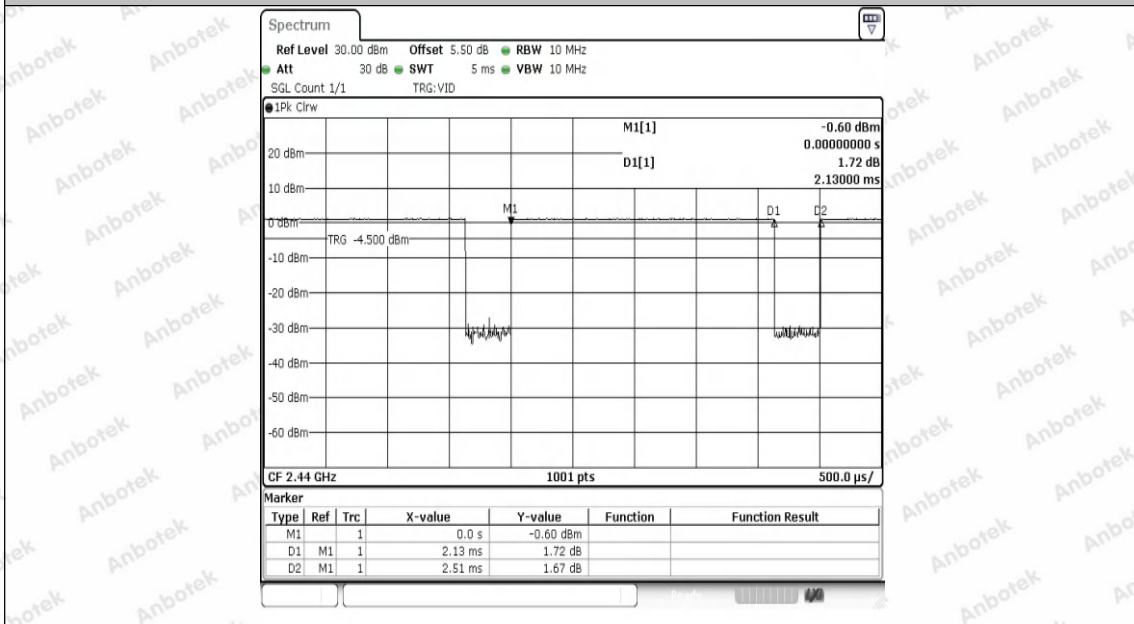 Spectrum
Ref Level 30.00 dBm Offset 5.50 dB RBW 10 MHz
Att 30 dB SWT 5 ms VBW 10 MHz
SGL Count 1/1 TRG:VID
1Pk Clrw
M1[1] -0.60 dBm
0.00000000 s
20 dBm
D1[1] 1.72 dB
2.13000 ms
10 dBm
M1 D1 D2
0 dBm
TRG -4.500 dBm
-10 dBm
-20 dBm
-30 dBm
-40 dBm
-50 dBm
-60 dBm
CF 2.44 GHz 1001 pts 500.0 µs/
Marker
Type Ref Trc X-value Y-value Function Function Result
M1 1 0.0 s -0.60 dBm
D1 M1 1 2.13 ms 1.72 dB
D2 M1 1 2.51 ms 1.67 dB
Ready
Anbotek